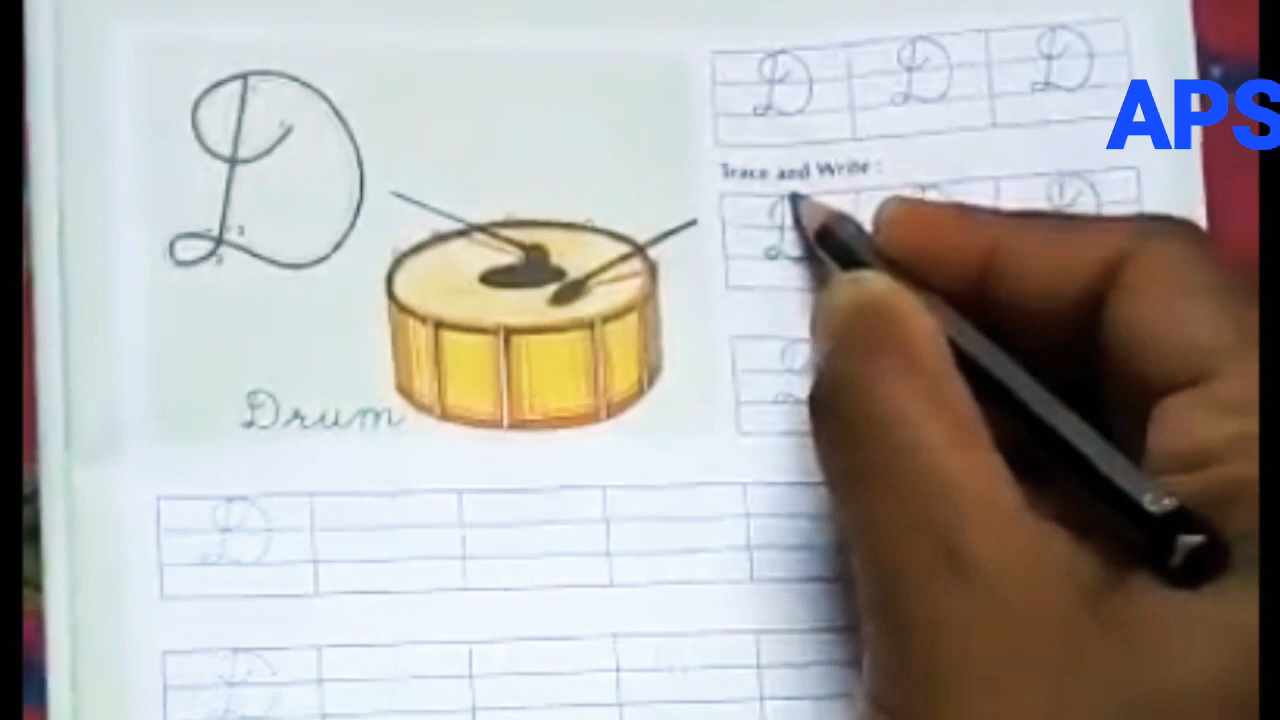 D
D D D
APS
Trace and Write :
D D
Drum
D